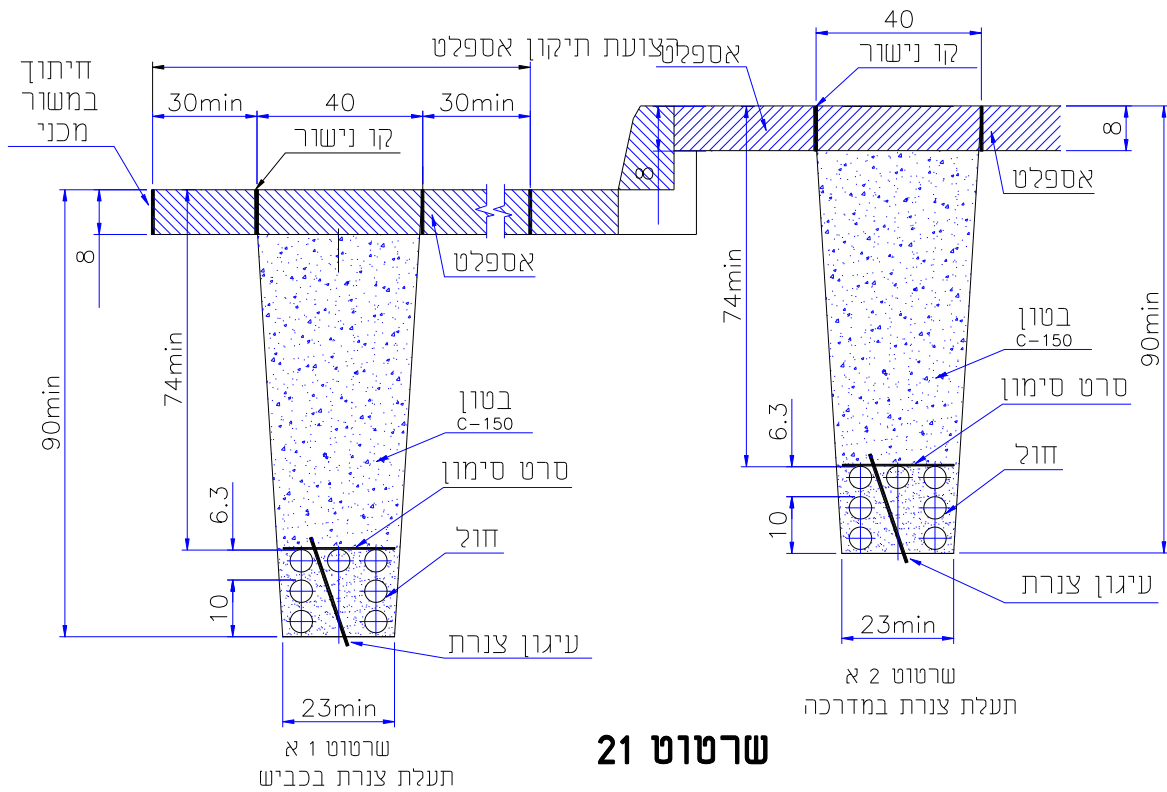 רצועת תיקון אספלט
אספלט
40
קו נישור
חיתוך
במשור
מכני
30min
40
30min
קו נישור
8
8
8
אספלט
אספלט
74min
90min
בטון
C-150
סרט סימון
6.3
חול
10
עיגון צנרת
23min
שרטוט 2 א
תעלת צנרת במדרכה
8
90min
74min
בטון
C-150
סרט סימון
6.3
חול
10
עיגון צנרת
23min
שרטוט 1 א
תעלת צנרת בכביש
שרטוט 21